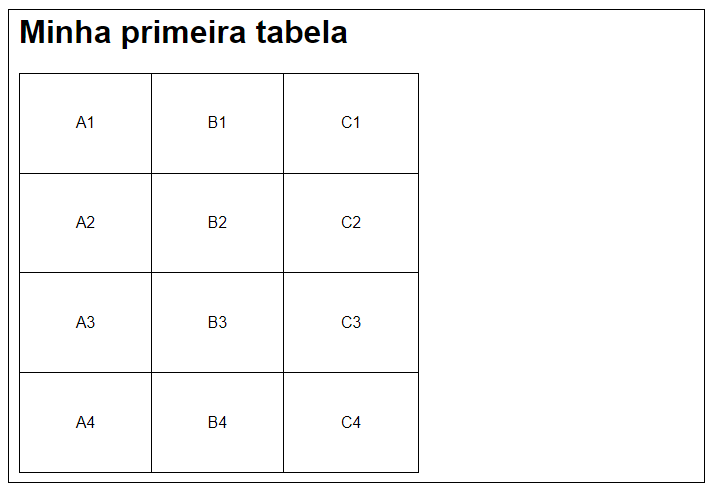 Minha primeira tabela
A1 B1 C1
A2 B2 C2
A3 B3 C3
A4 B4 C4